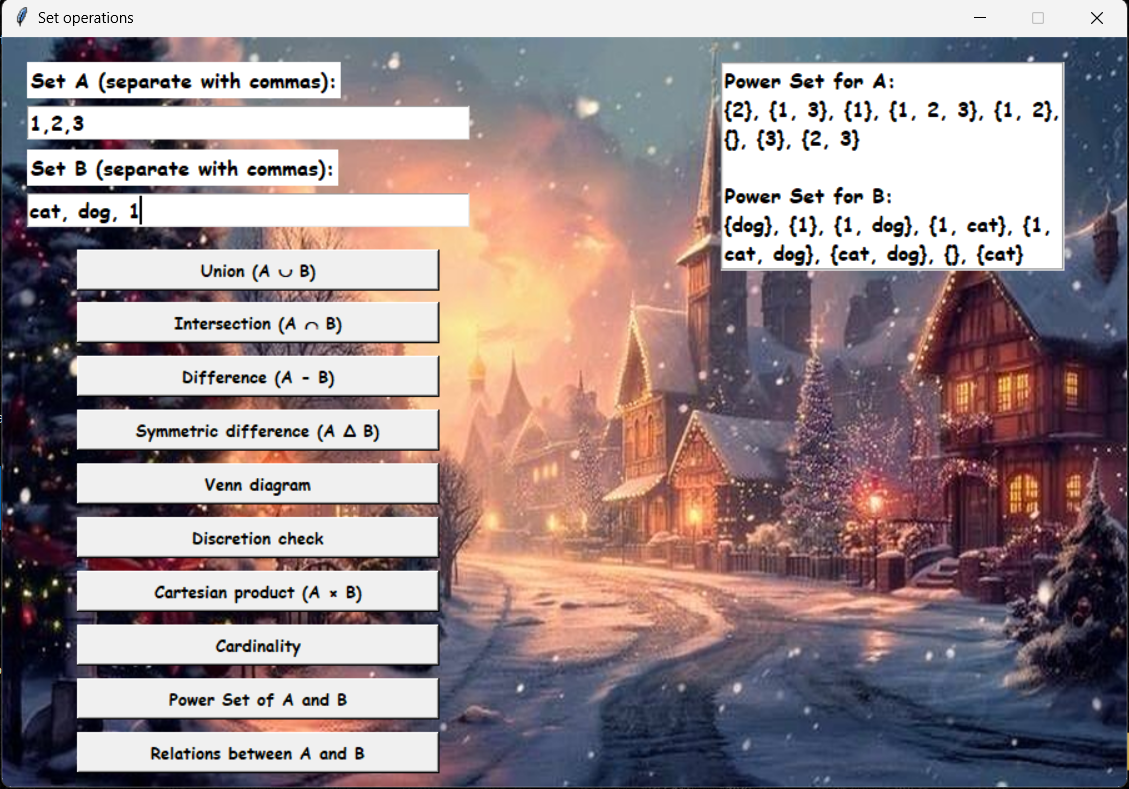 Set operations
Set A (separate with commas):
1,2,3
Set B (separate with commas):
cat, dog, 1
Union (A ∪ B)
Intersection (A ∩ B)
Difference (A - B)
Symmetric difference (A Δ B)
Venn diagram
Discretion check
Cartesian product (A × B)
Cardinality
Power Set of A and B
Relations between A and B
Power Set for A:
{2}, {1, 3}, {1}, {1, 2, 3}, {1, 2},
{}, {3}, {2, 3}
Power Set for B:
{dog}, {1}, {1, dog}, {1, cat}, {1,
cat, dog}, {cat, dog}, {}, {cat}